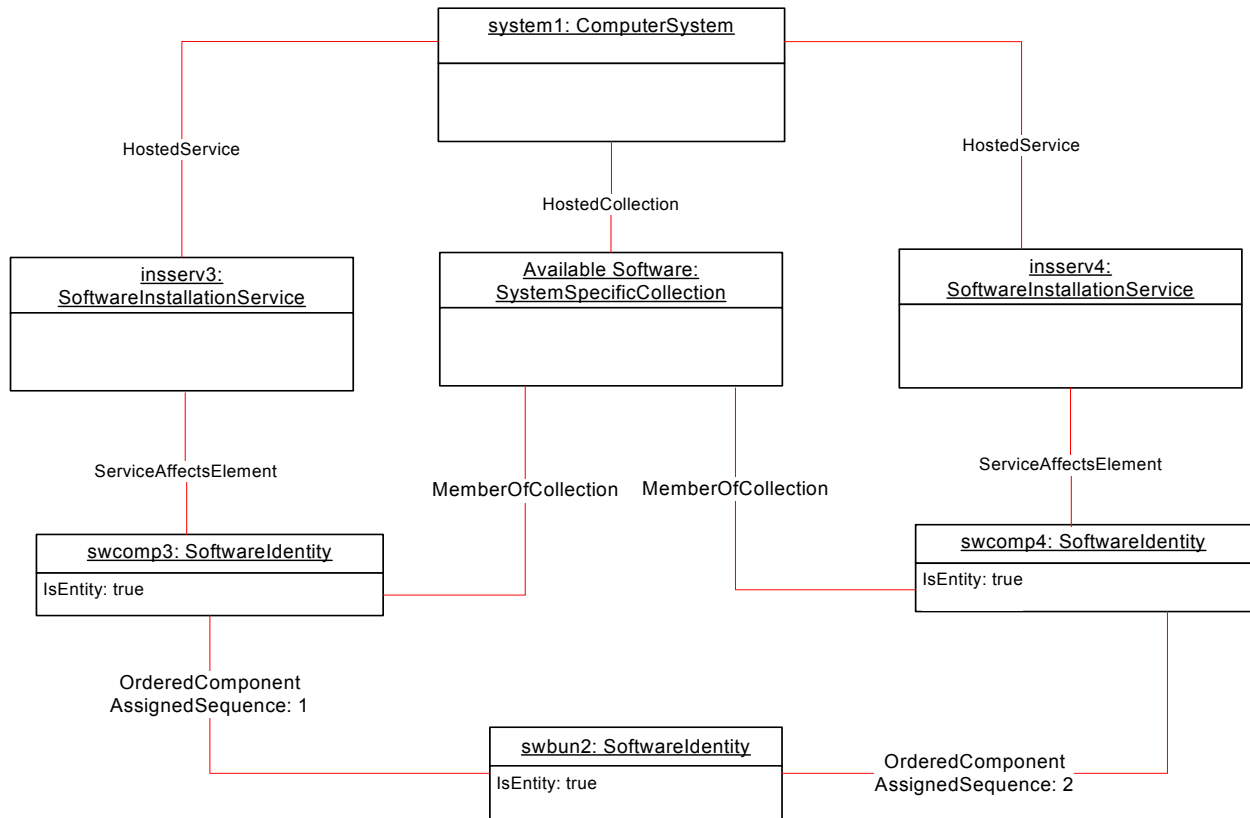 system1: ComputerSystem
HostedService
HostedService
HostedCollection
insserv3:
SoftwareInstallationService
Available Software:
SystemSpecificCollection
insserv4:
SoftwareInstallationService
ServiceAffectsElement
ServiceAffectsElement
MemberOfCollection
MemberOfCollection
swcomp3: SoftwareIdentity
IsEntity: true
swcomp4: SoftwareIdentity
IsEntity: true
OrderedComponent
AssignedSequence: 1
swbun2: SoftwareIdentity
IsEntity: true
OrderedComponent
AssignedSequence: 2